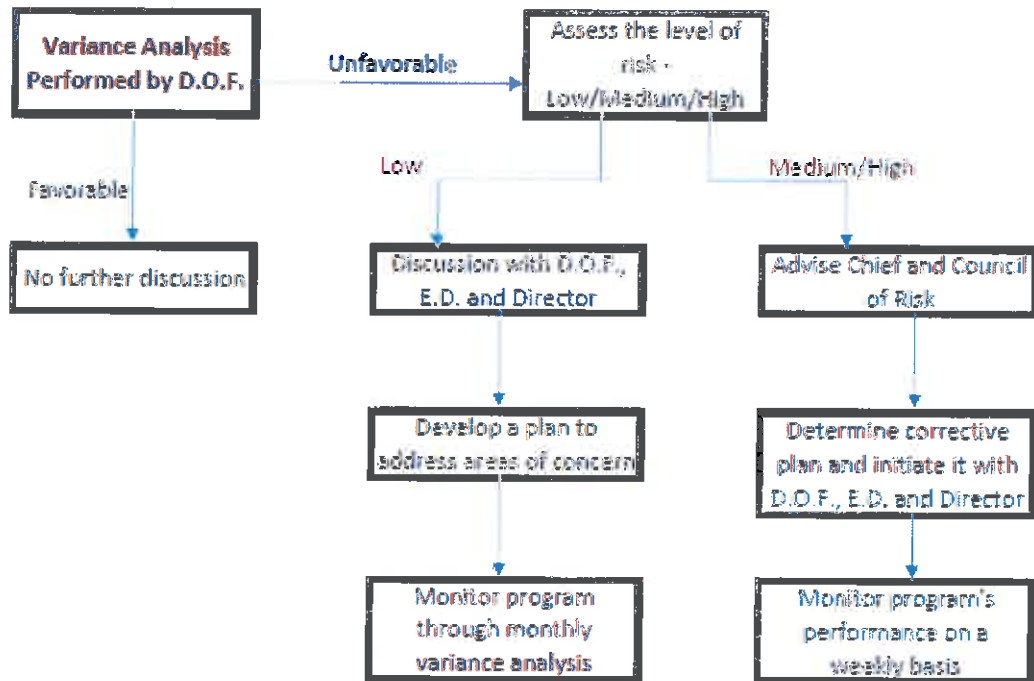 Variance Analysis
Performed by D.O.F.
Unfavorable
Assess the level of
risk -
Low/Medium/High
Favorable
Low
Medium/High
No further discussion
Discussion with D.O.F.,
E.D. and Director
Advise Chief and Council
of Risk
Develop a plan to
address areas of concern
Determine corrective
plan and initiate it with
D.O.F., E.D. and Director
Monitor program
through monthly
variance analysis
Monitor program's
performance on a
weekly basis